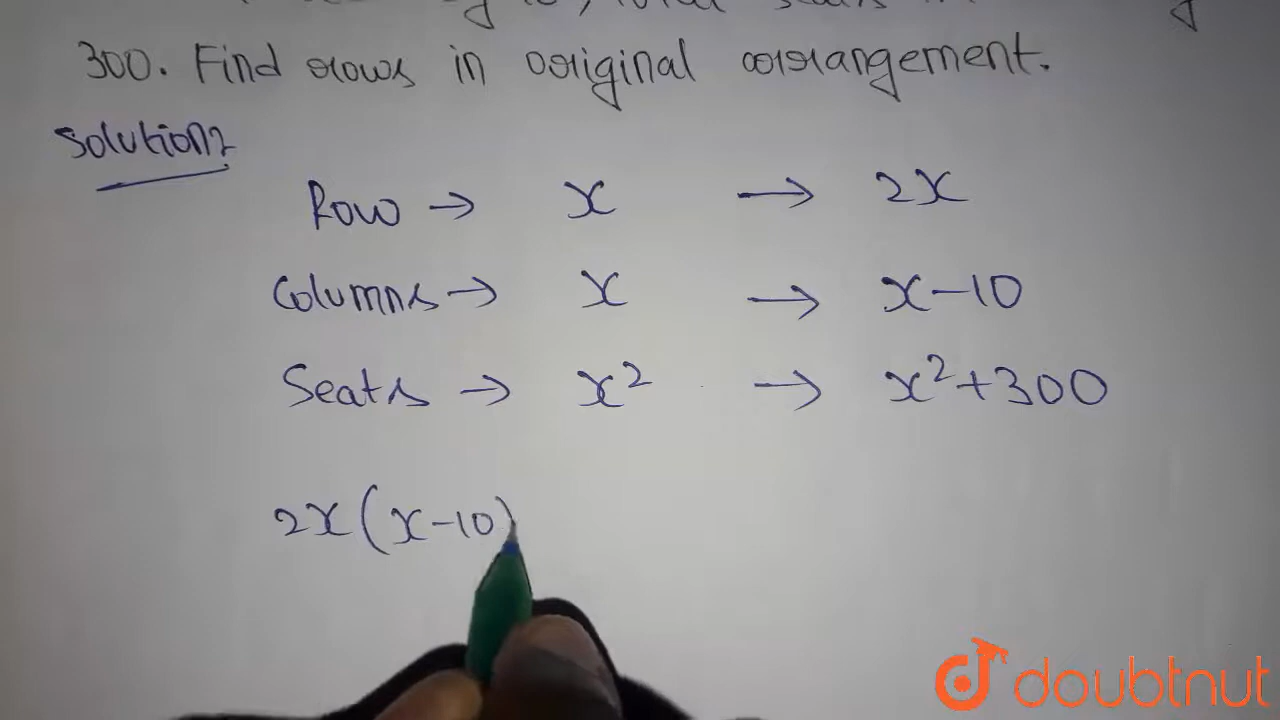 300. Find rows in original arrangement.
Solution:
Row → x → 2x
Columns → x → x-10
Seats → x² → x²+300
2x(x-10)
doubtnut